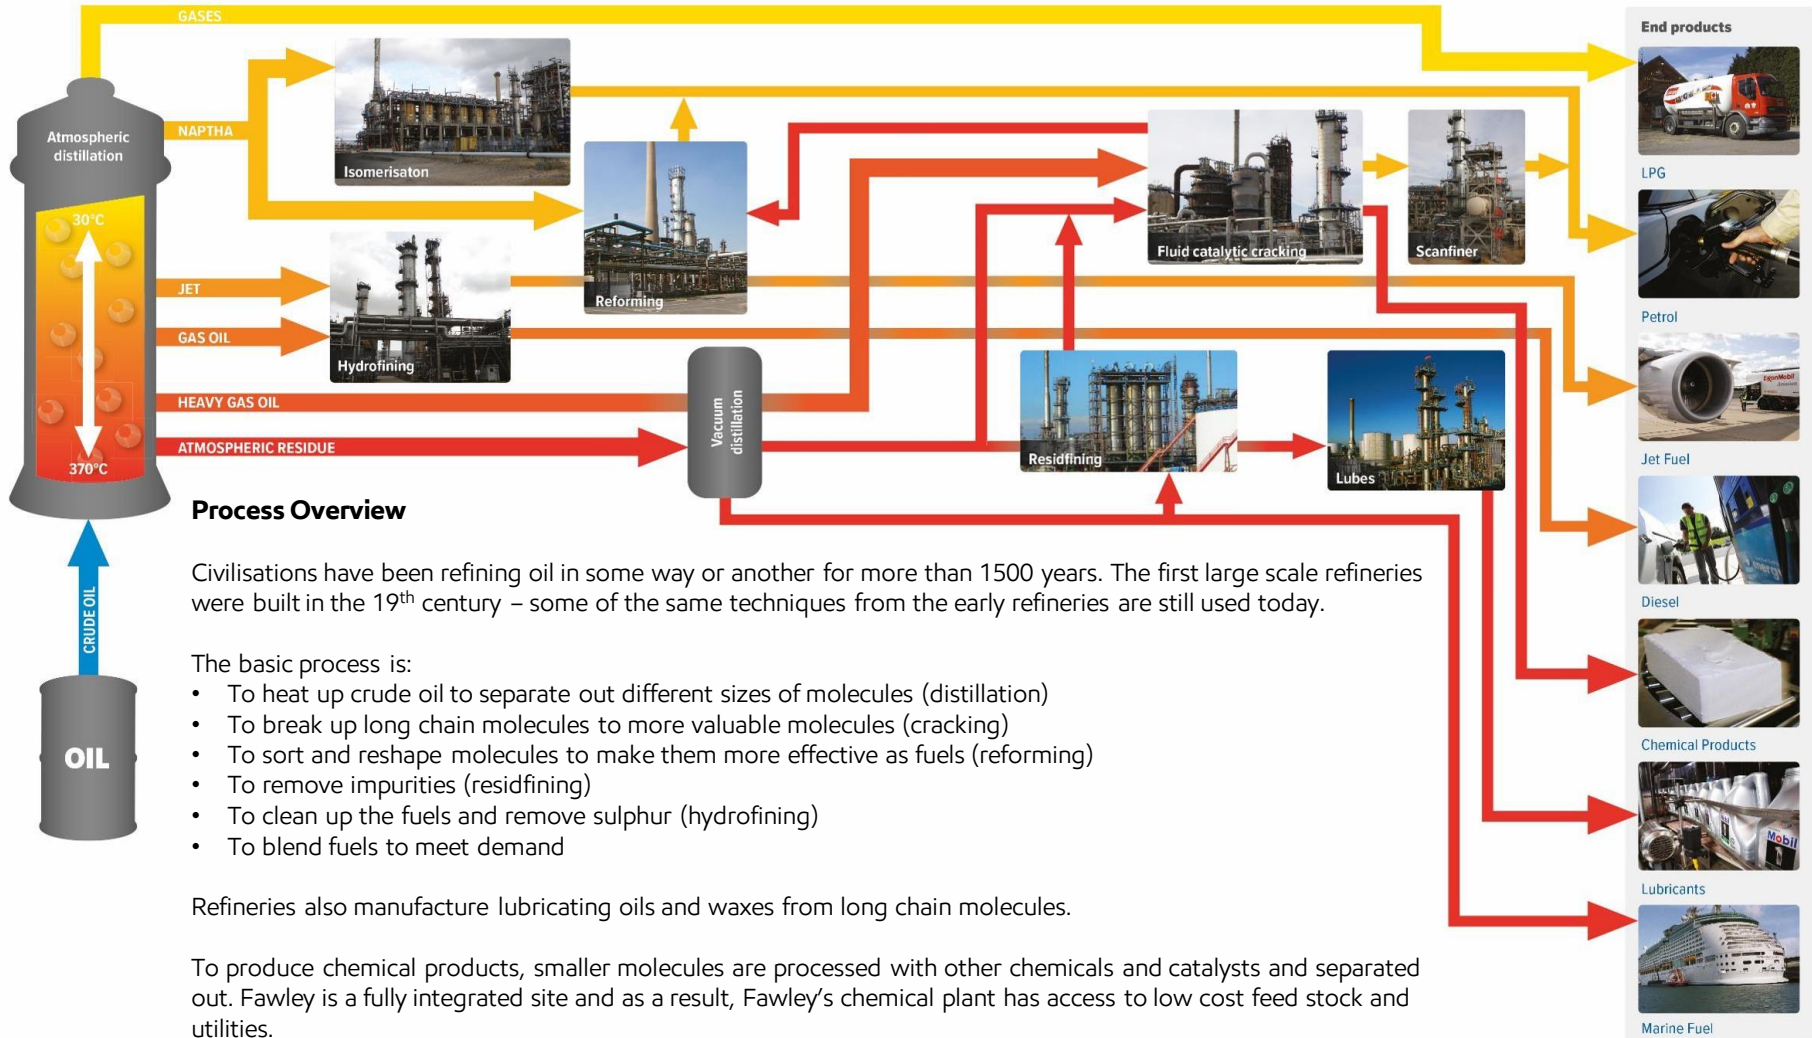 GASES
End products
Atmospheric
distillation
NAPTHA
Isomerisaton
30°C
JET
GAS OIL
Hydrofining
Reforming
Fluid catalytic cracking
Scanfiner
HEAVY GAS OIL
ATMOSPHERIC RESIDUE
370°C
Vacuum
distillation
Residfining
Lubes
CRUDE OIL
OIL
LPG
Petrol
ExxonMobil
Aviation
Jet Fuel
Diesel
Chemical Products
Mobil
Lubricants
Marine Fuel
Process Overview
Civilisations have been refining oil in some way or another for more than 1500 years. The first large scale refineries
were built in the 19th century – some of the same techniques from the early refineries are still used today.
The basic process is:
• To heat up crude oil to separate out different sizes of molecules (distillation)
• To break up long chain molecules to more valuable molecules (cracking)
• To sort and reshape molecules to make them more effective as fuels (reforming)
• To remove impurities (residfining)
• To clean up the fuels and remove sulphur (hydrofining)
• To blend fuels to meet demand
Refineries also manufacture lubricating oils and waxes from long chain molecules.
To produce chemical products, smaller molecules are processed with other chemicals and catalysts and separated
out. Fawley is a fully integrated site and as a result, Fawley's chemical plant has access to low cost feed stock and
utilities.